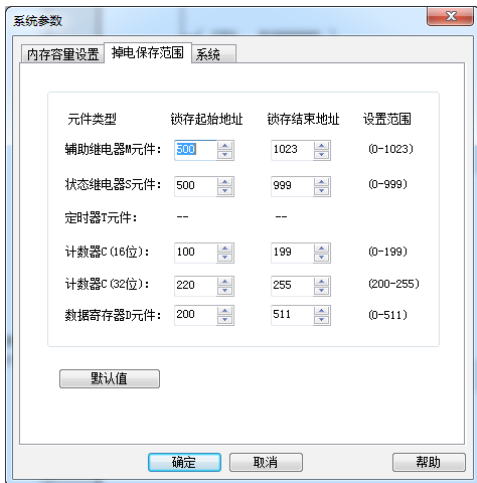 系统参数
内存容量设置 掉电保存范围 系统
元件类型 锁存起始地址 锁存结束地址 设置范围
辅助继电器M元件: 500 1023 (0-1023)
状态继电器S元件: 500 999 (0-999)
定时器T元件: -- --
计数器C(16位): 100 199 (0-199)
计数器C(32位): 220 255 (200-255)
数据寄存器D元件: 200 511 (0-511)
默认值
确定 取消 帮助